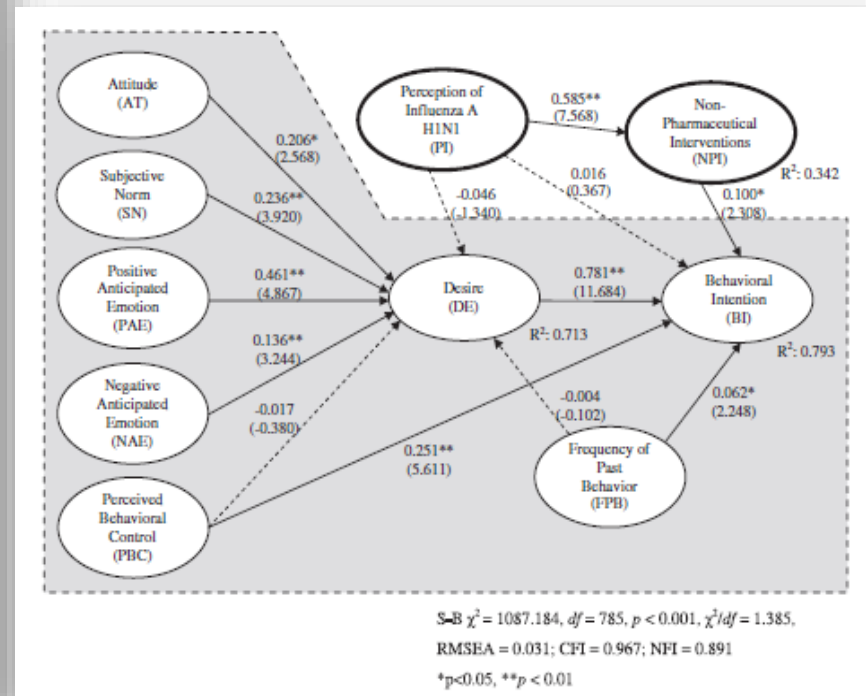 Attitude
(AT)
Subjective
Norm
(SN)
Positive
Anticipated
Emotion
(PAE)
Negative
Anticipated
Emotion
(NAE)
Perceived
Behavioral
Control
(PBC)
0.206*
(2.568)
0.236**
(3.920)
0.461**
(4.867)
0.136**
(3.244)
-0.017
(-0.380)
Perception of
Influenza A
H1N1
(PI)
0.585**
(7.568)
Non-
Pharmaceutical
Interventions
(NPI)
R²: 0.342
-0.046
(-1.340)
0.016
(0.367)
0.100*
(2.308)
Desire
(DE)
R²: 0.713
0.781**
(11.684)
Behavioral
Intention
(BI)
R²: 0.793
0.251**
(5.611)
-0.004
(-0.102)
0.062*
(2.248)
Frequency of
Past
Behavior
(FPB)
S-B χ² = 1087.184, df = 785, p < 0.001, χ²/df = 1.385,
RMSEA = 0.031; CFI = 0.967; NFI = 0.891
*p<0.05, **p < 0.01